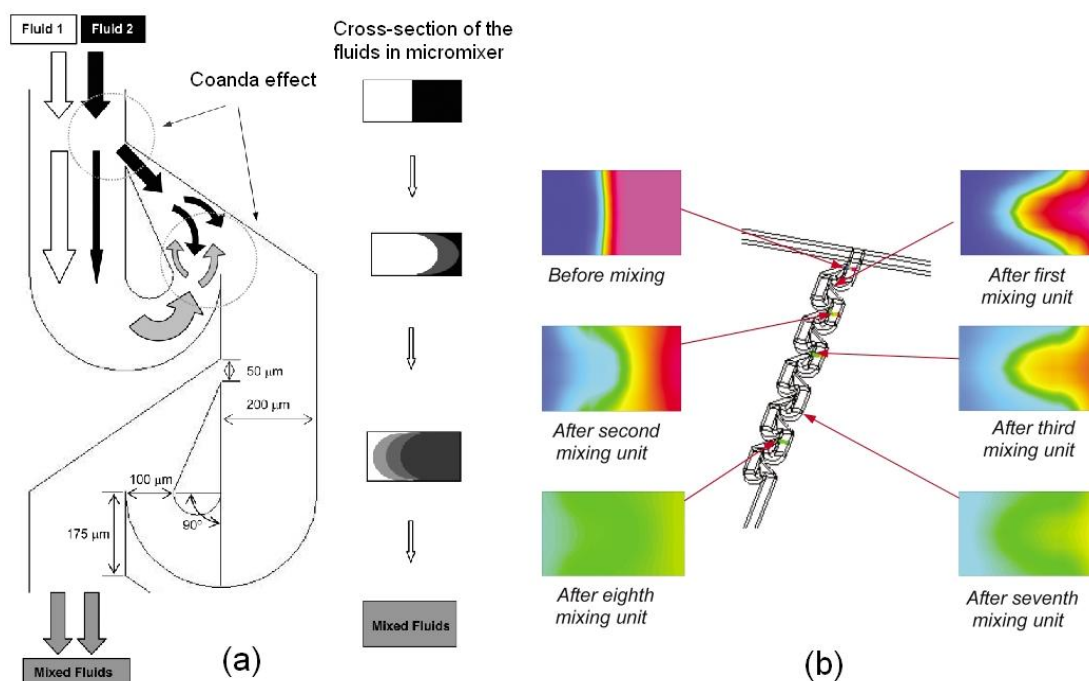 Fluid 1
Fluid 2
Cross-section of the
fluids in micromixer
Coanda effect
50 μm
200 μm
100 μm
90°
175 μm
Mixed Fluids
Mixed Fluids
(a)
Before mixing
After first
mixing unit
After second
mixing unit
After third
mixing unit
After eighth
mixing unit
After seventh
mixing unit
(b)